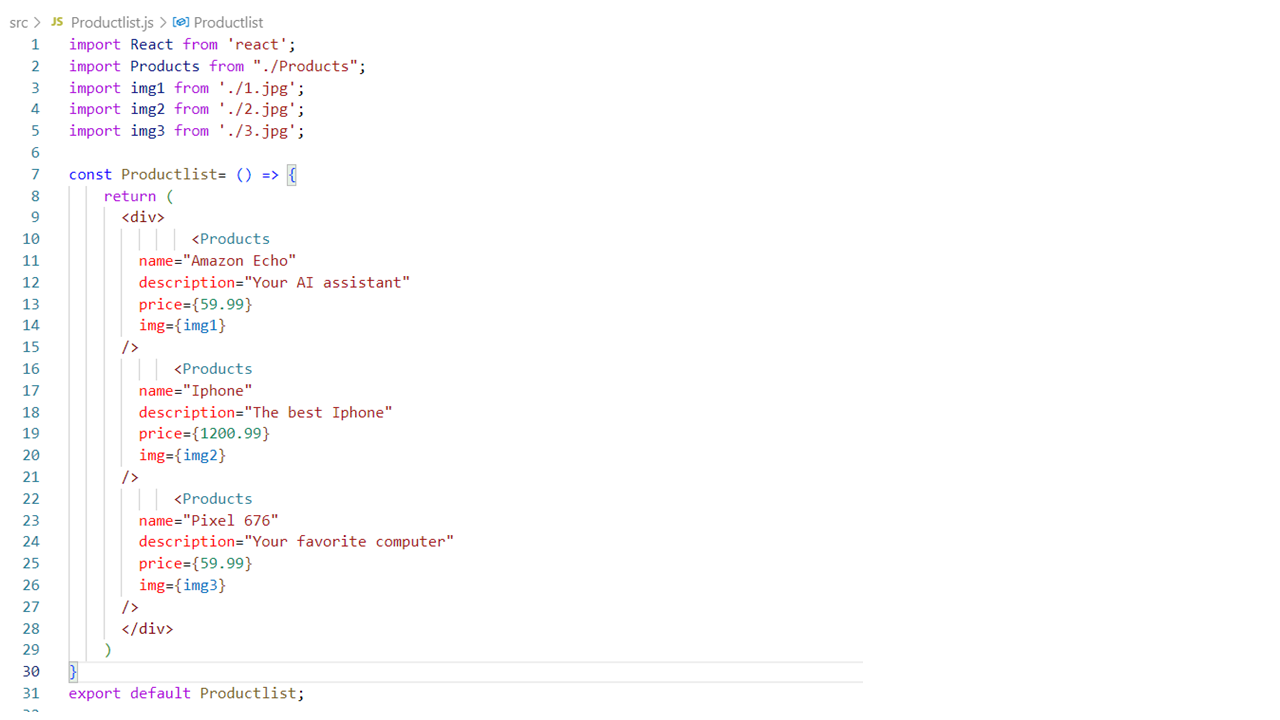 src > JS Productlist.js > Productlist
1 import React from 'react';
2 import Products from "./Products";
3 import img1 from './1.jpg';
4 import img2 from './2.jpg';
5 import img3 from './3.jpg';
6
7 const Productlist= () => {
8 return (
9 <div>
10 <Products
11 name="Amazon Echo"
12 description="Your AI assistant"
13 price={59.99}
14 img={img1}
15 />
16 <Products
17 name="Iphone"
18 description="The best Iphone"
19 price={1200.99}
20 img={img2}
21 />
22 <Products
23 name="Pixel 676"
24 description="Your favorite computer"
25 price={59.99}
26 img={img3}
27 />
28 </div>
29 )
30 }
31 export default Productlist;